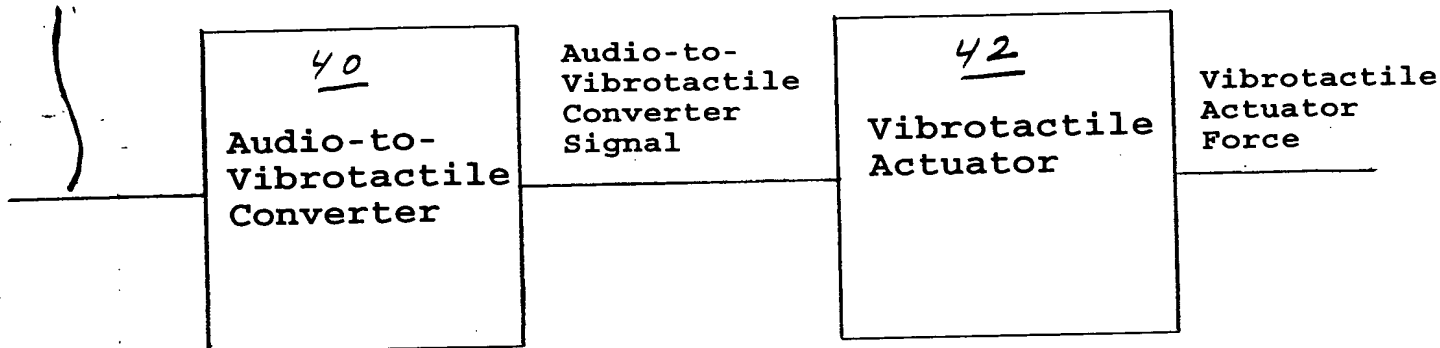 40
Audio-to-
Vibrotactile
Converter
Audio-to-
Vibrotactile
Converter
Signal
42
Vibrotactile
Actuator
Vibrotactile
Actuator
Force